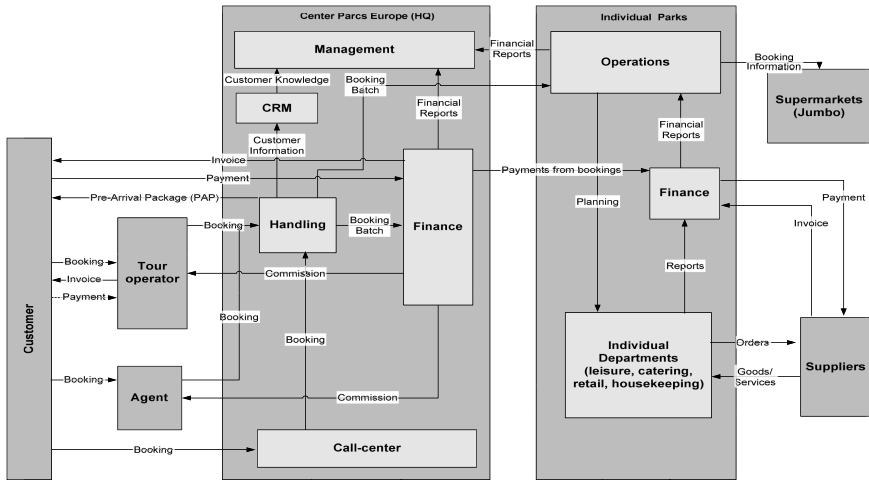 Center Parcs Europe (HQ)
Individual Parks
Management
Financial
Reports
Operations
Booking
Information
Customer Knowledge
Booking
Batch
Supermarkets
(Jumbo)
CRM
Financial
Reports
Customer
Information
Financial
Reports
Invoice
Payment
Payments from bookings
Finance
Payment
Pre-Arrival Package (PAP)
Planning
Booking
Handling
Booking
Batch
Finance
Invoice
Booking
Tour
operator
Invoice
Commission
Reports
Payment
Booking
Customer
Booking
Individual
Departments
(leisure, catering,
retail, housekeeping)
Orders
Suppliers
Goods/
Services
Booking
Agent
Commission
Booking
Call-center